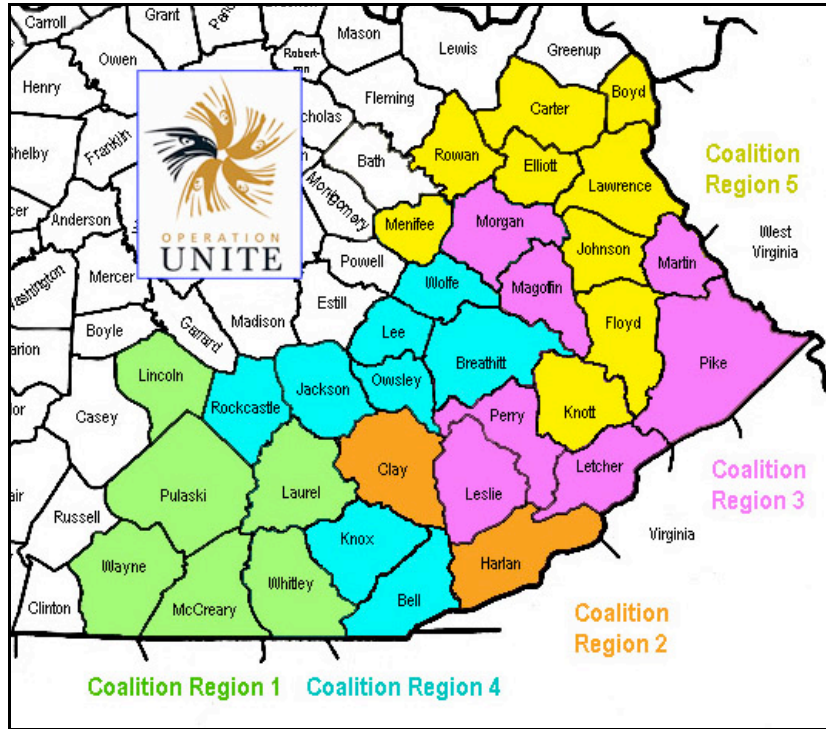 Carroll
Grant
Mason
Lewis
Greenup
Owen
Robert-
Henry
Fleming
Carter
Boyd
Franklin
Shelby
Bath
Rowan
Elliott
Coalition
Region 5
Lawrence
Montgomery
Anderson
Menifee
Morgan
OPERATION
UNITE
West
Virginia
Johnson
Martin
Powell
Mercer
Washington
Wolfe
Magoffin
Estill
Boyle
Garrard
Madison
Lee
Floyd
Breathitt
Pike
Lincoln
Jackson
Owsley
Rockcastle
Casey
Perry
Knott
Clay
Letcher
Coalition
Region 3
Pulaski
Laurel
Leslie
Russell
Virginia
Knox
Wayne
Whitley
Harlan
Clinton
McCreary
Bell
Coalition
Region 2
Coalition Region 1
Coalition Region 4